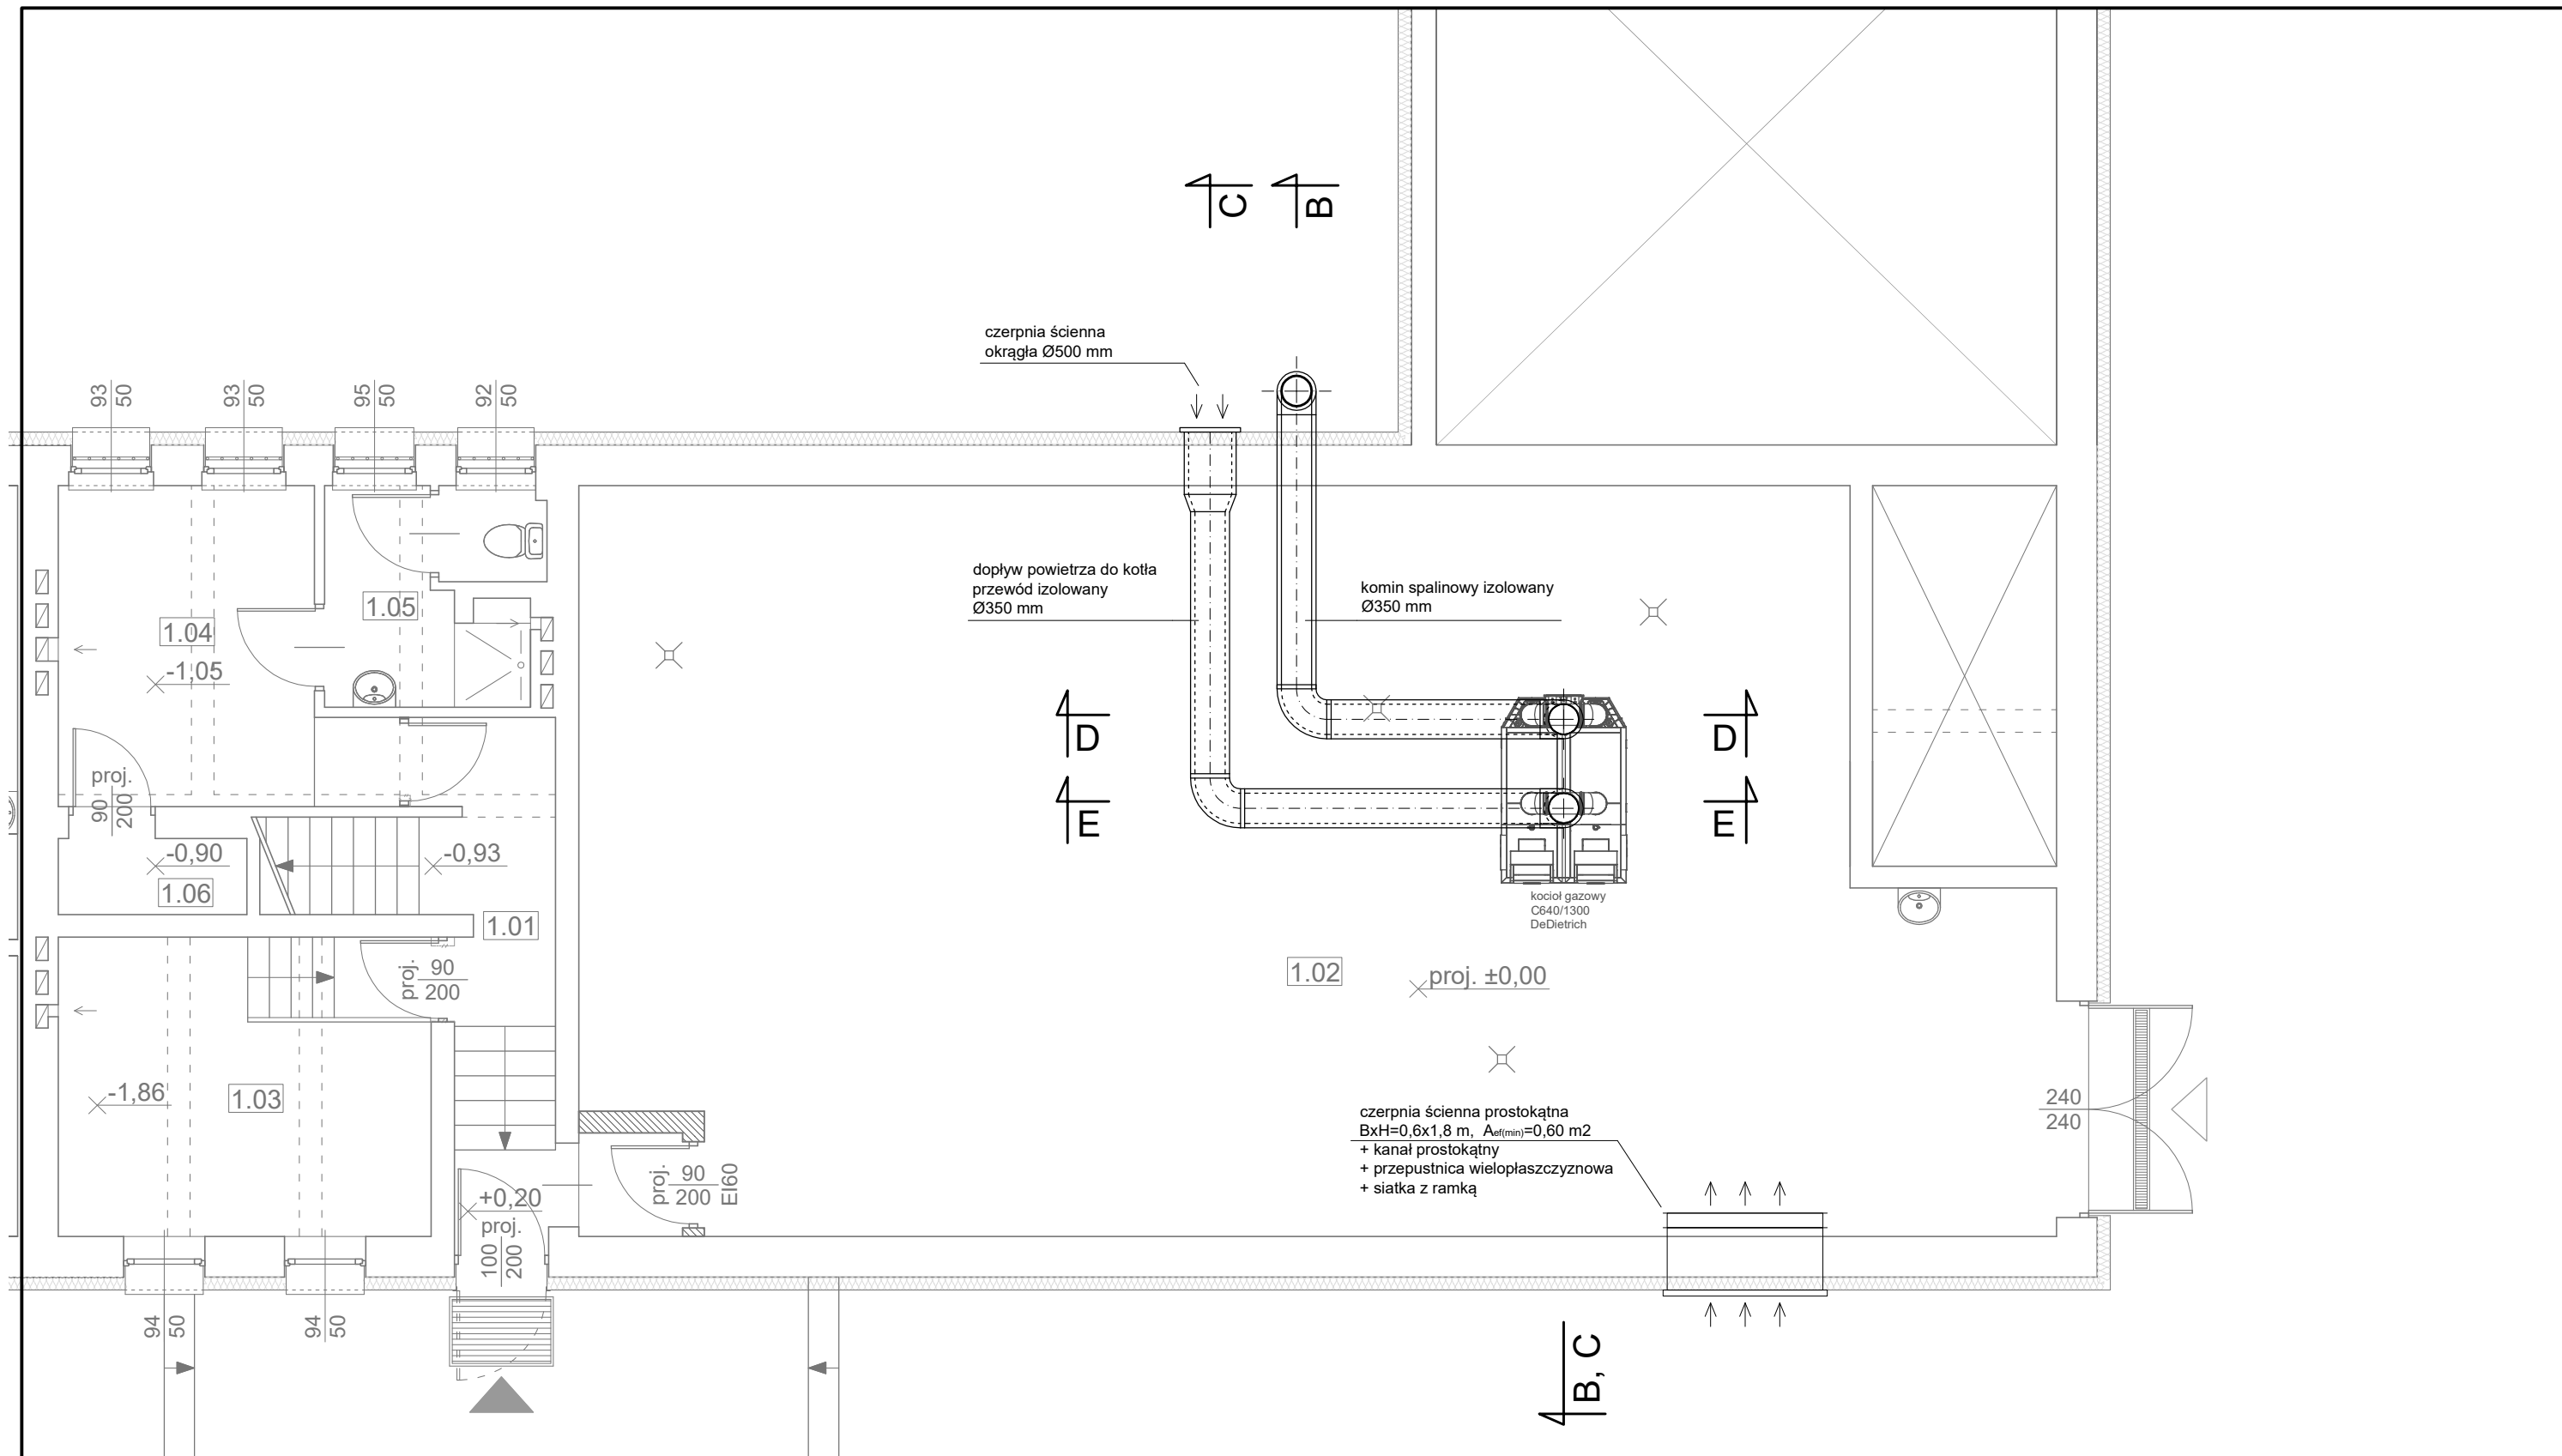 C
B
czerpnia ścienna
okrągła Ø500 mm
93
50
93
50
95
50
92
50
dopływ powietrza do kotła
przewód izolowany
Ø350 mm
komin spalinowy izolowany
Ø350 mm
1.05
1.04
-1,05
D
D
proj.
90
200
E
E
-0,90
-0,93
1.06
1.01
kocioł gazowy
C640/1300
DeDietrich
proj.
90
200
1.02
proj. ±0,00
-1,86
1.03
240
240
czerpnia ścienna prostokątna
BxH=0,6x1,8 m, Aef(min)=0,60 m2
+ kanał prostokątny
+ przepustnica wielopłaszczyznowa
+ siatka z ramką
proj.
90
200
EI60
+0,20
proj.
100
200
94
50
94
50
B, C